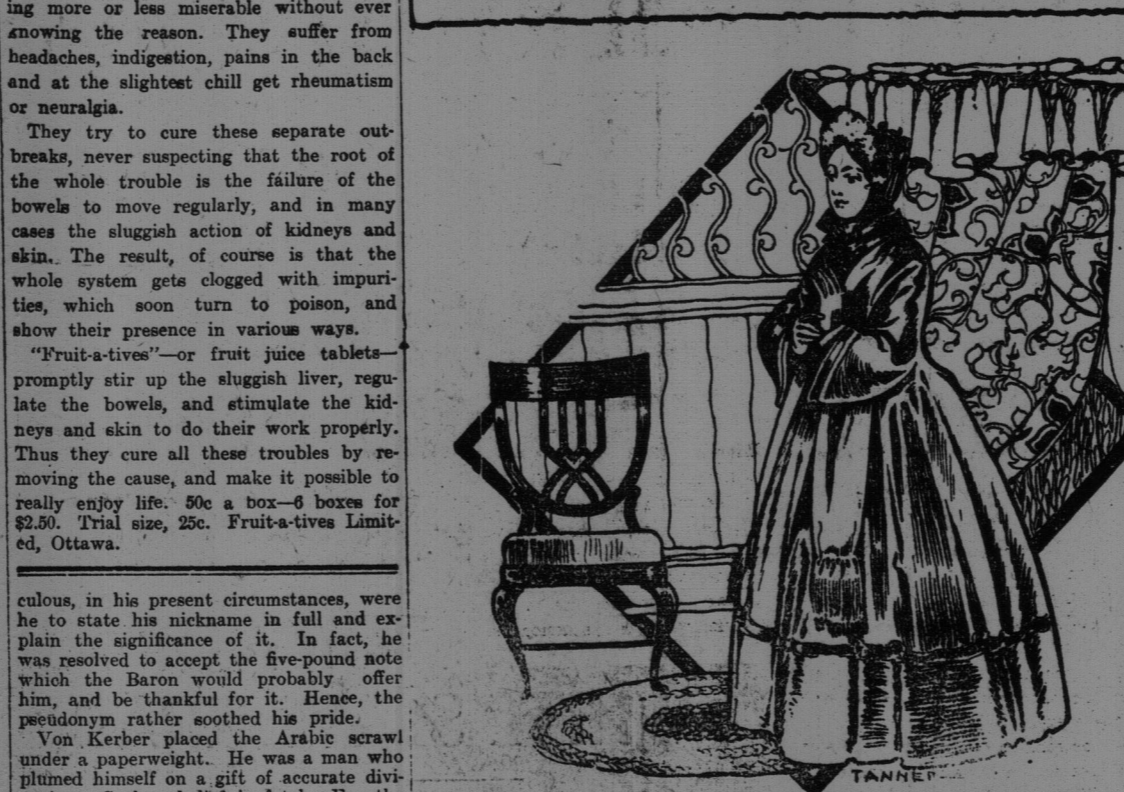 ing more or less miserable without ever
knowing the reason. They suffer from
headaches, indigestion, pains in the back
and at the slightest chill get rheumatism
or neuralgia.
They try to cure these separate out-
breaks, never suspecting that the root of
the whole trouble is the failure of the
bowels to move regularly, and in many
cases the sluggish action of kidneys and
skin. The result, of course is that the
whole system gets clogged with impuri-
ties, which soon turn to poison, and
show their presence in various ways.
"Fruit-a-tives"—or fruit juice tablets—
promptly stir up the sluggish liver, regu-
late the bowels, and stimulate the kid-
neys and skin to do their work properly.
Thus they cure all these troubles by re-
moving the cause, and make it possible to
really enjoy life. 50c a box—6 boxes for
$2.50. Trial size, 25c. Fruit-a-tives Limit-
ed, Ottawa.
culous, in his present circumstances, were
he to state his nickname in full and ex-
plain the significance of it. In fact, he
was resolved to accept the five-pound note
which the Baron would probably offer
him, and be thankful for it. Hence, the
pseudonym rather soothed his pride.
Von Kerber placed the Arabic scrawl
under a paperweight. He was a man who
plumed himself on a gift of accurate divi-
TANNER